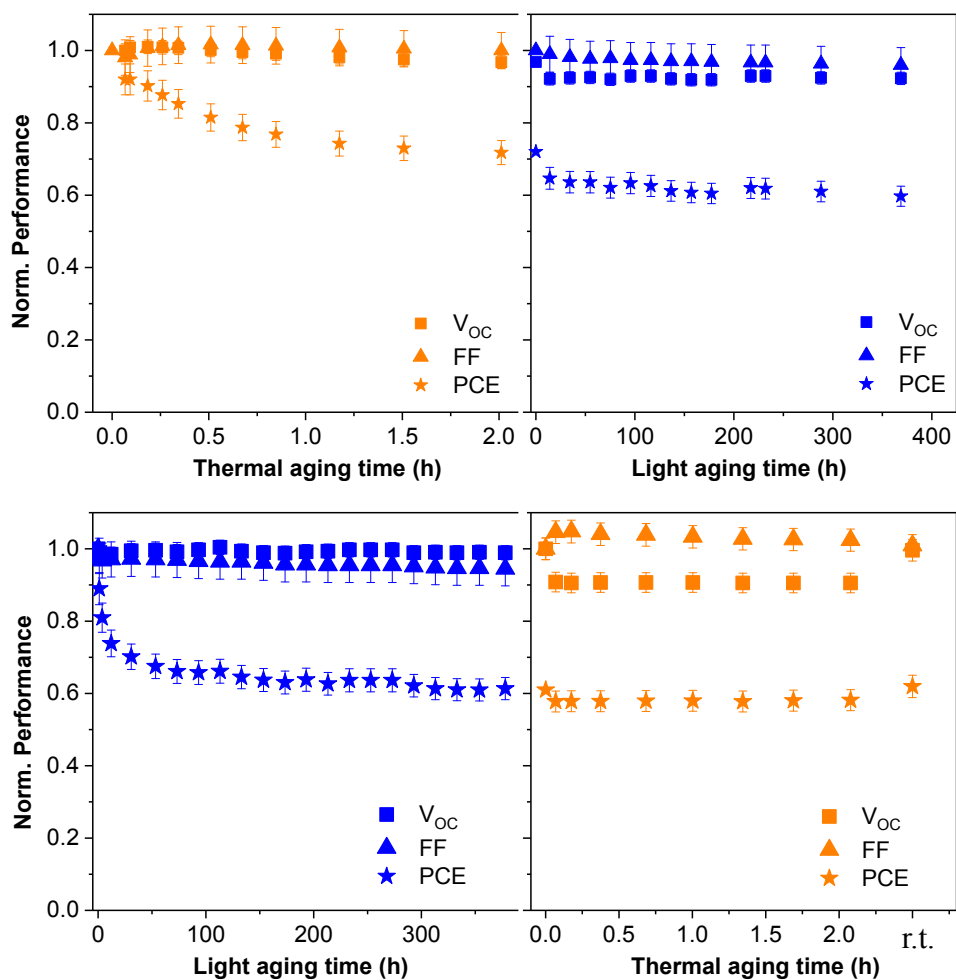 Norm. Performance
1.0
0.8
0.6
0.4
0.2
0.0
V_OC
FF
PCE
0.0 0.5 1.0 1.5 2.0
Thermal aging time (h)
V_OC
FF
PCE
0 100 200 300 400
Light aging time (h)
Norm. Performance
1.0
0.8
0.6
0.4
0.2
0.0
V_OC
FF
PCE
0 100 200 300
Light aging time (h)
V_OC
FF
PCE
0.0 0.5 1.0 1.5 2.0 r.t.
Thermal aging time (h)